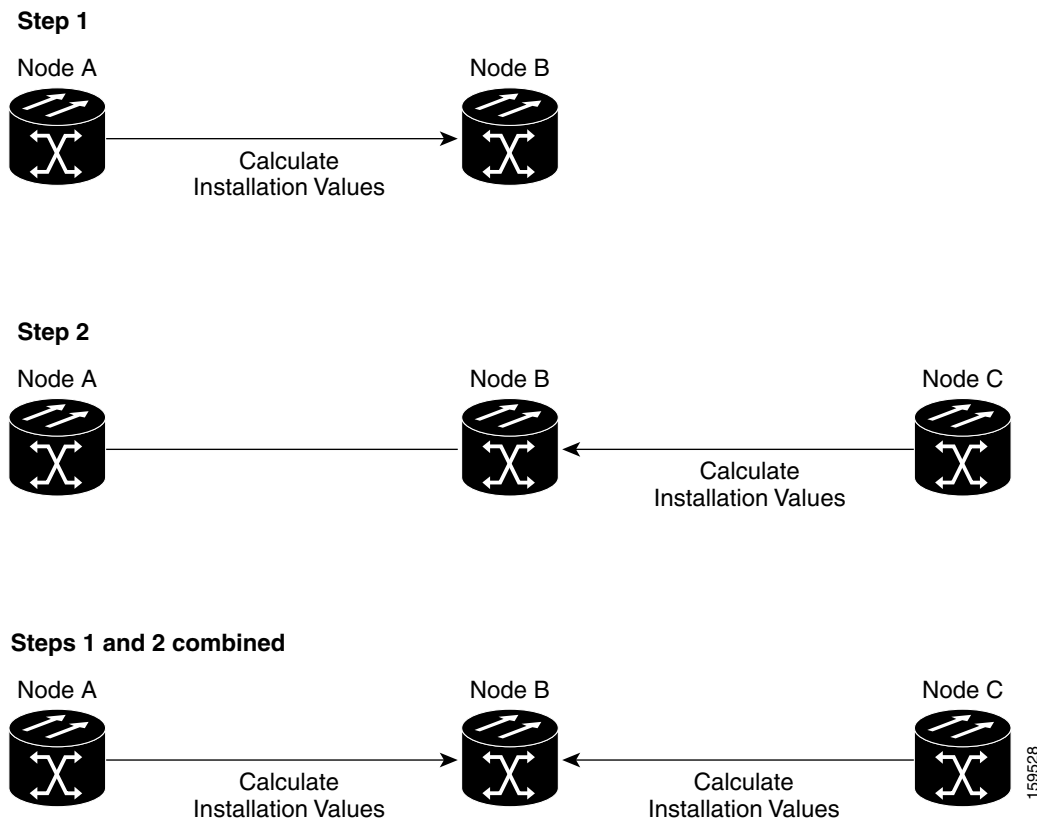 Step 1
Node A
Node B
Calculate
Installation Values
Step 2
Node A
Node B
Node C
Calculate
Installation Values
Steps 1 and 2 combined
Node A
Node B
Node C
Calculate
Installation Values
Calculate
Installation Values
159528